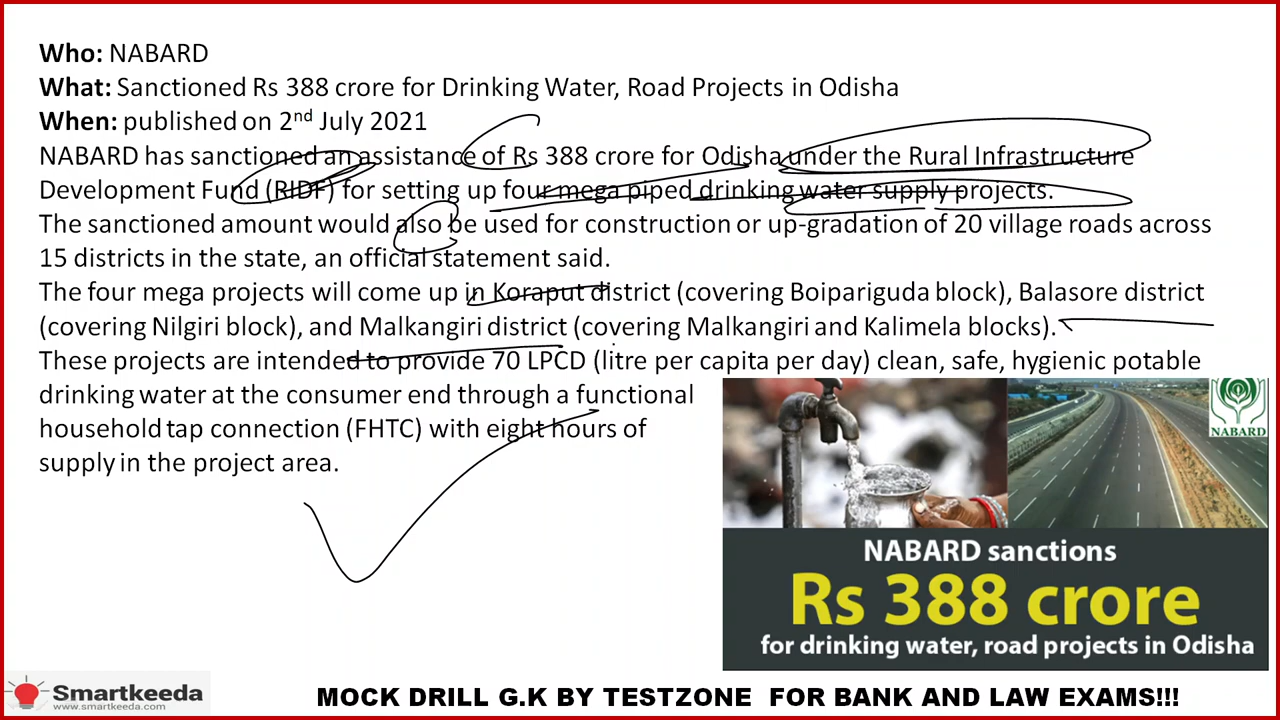 Who: NABARD
What: Sanctioned Rs 388 crore for Drinking Water, Road Projects in Odisha
When: published on 2nd July 2021
NABARD has sanctioned an assistance of Rs 388 crore for Odisha under the Rural Infrastructure
Development Fund (RIDF) for setting up four mega piped drinking water supply projects.
The sanctioned amount would also be used for construction or up-gradation of 20 village roads across
15 districts in the state, an official statement said.
The four mega projects will come up in Koraput district (covering Boipariguda block), Balasore district
(covering Nilgiri block), and Malkangiri district (covering Malkangiri and Kalimela blocks).
These projects are intended to provide 70 LPCD (litre per capita per day) clean, safe, hygienic potable
drinking water at the consumer end through a functional
household tap connection (FHTC) with eight hours of
supply in the project area.
NABARD
NABARD sanctions
Rs 388 crore
for drinking water, road projects in Odisha
Smartkeeda
www.smartkeeda.com
MOCK DRILL G.K BY TESTZONE FOR BANK AND LAW EXAMS!!!